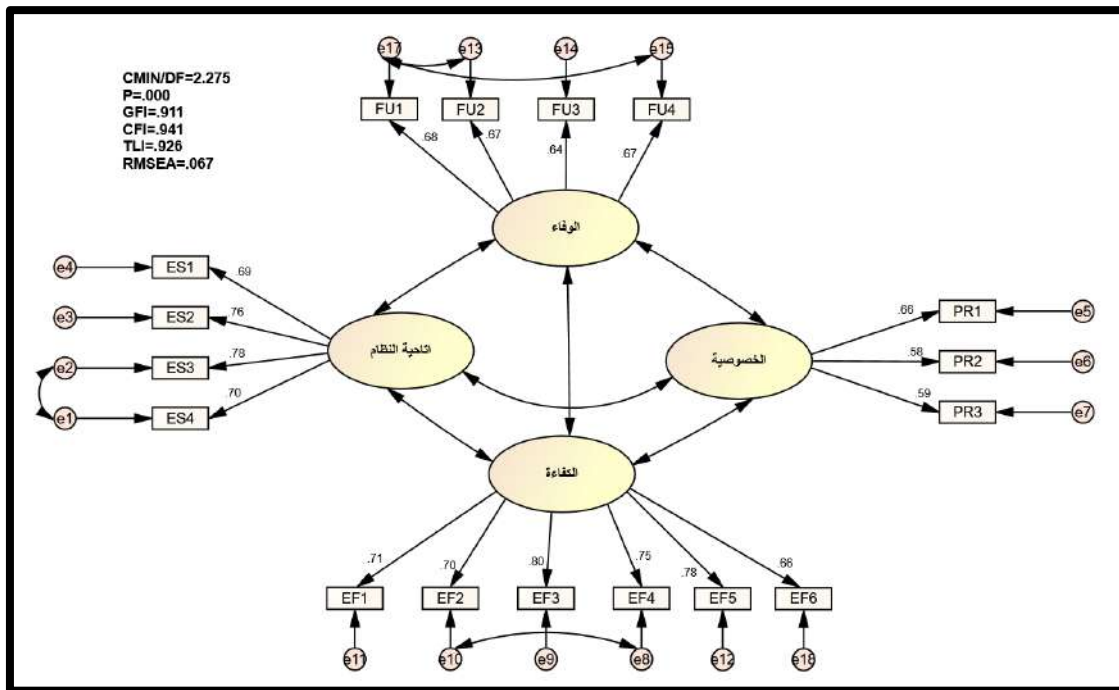 e17 e13 e14 e15
CMIN/DF=2.275
P=.000
GFI=.911
CFI=.941
TLI=.926
RMSEA=.067
FU1 FU2 FU3 FU4
.68 .67 .64 .67
الوفاء
e4 ES1 .69
e3 ES2 .76
e2 ES3 .78
e1 ES4 .70
اتاحية النظام
الخصوصية
.66 PR1 e5
.58 PR2 e6
.59 PR3 e7
الكفاءة
.71 .70 .80 .75 .78 .66
EF1 EF2 EF3 EF4 EF5 EF6
e11 e10 e9 e8 e12 e18